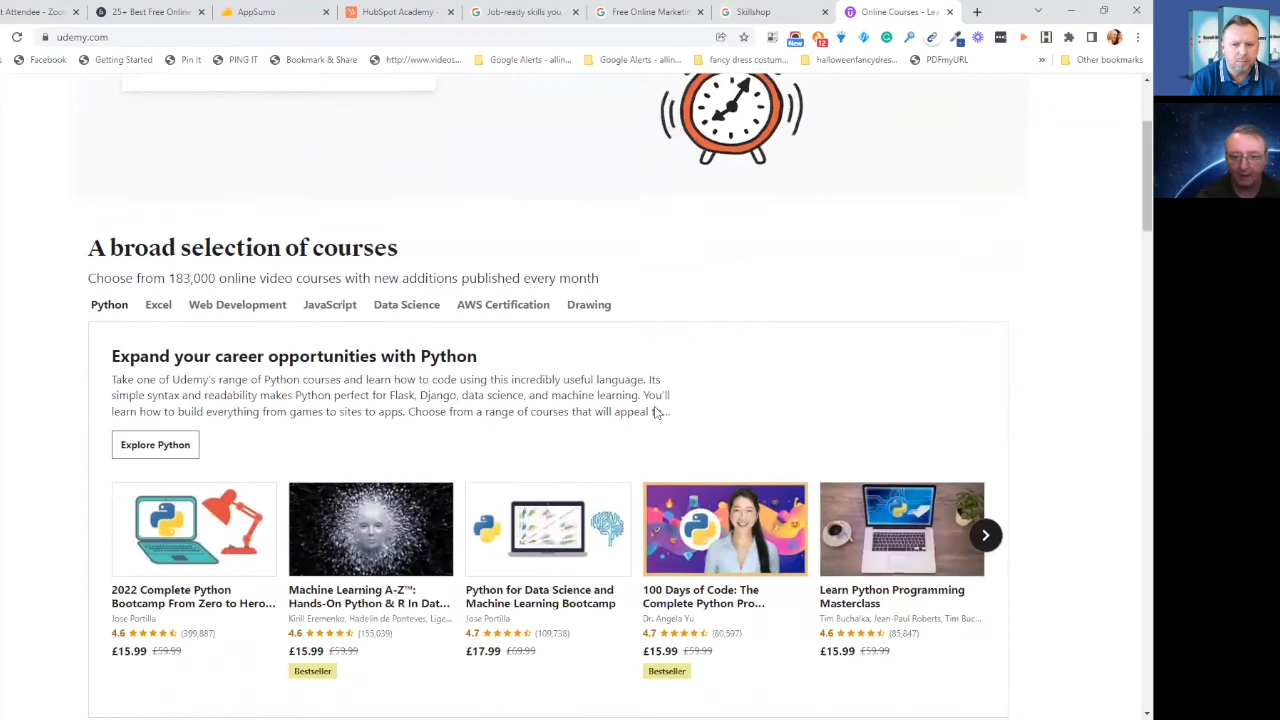 t Attendee - Zoo
25+ Best Free Online
AppSumo
HubSpot Academy -
Job-ready skills you
Free Online Marketi
Skillshop
Online Courses - Lea
udemy.com
New
12
Facebook
Getting Started
Pin It
PING IT
Bookmark & Share
http://www.videos...
Google Alerts - allin...
Google Alerts - allin...
fancy dress costum...
halloweenfancydres...
PDFmyURL
»
Other bookmarks
A broad selection of courses
Choose from 183,000 online video courses with new additions published every month
Python Excel Web Development JavaScript Data Science AWS Certification Drawing
Expand your career opportunities with Python
Take one of Udemy's range of Python courses and learn how to code using this incredibly useful language. Its
simple syntax and readability makes Python perfect for Flask, Django, data science, and machine learning. You'll
learn how to build everything from games to sites to apps. Choose from a range of courses that will appeal t...
Explore Python
2022 Complete Python
Bootcamp From Zero to Hero...
Jose Portilla
4.6 (399,887)
£15.99 £59.99
Machine Learning A-Z™:
Hands-On Python & R In Dat...
Kirill Eremenko, Hadelin de Ponteves, Lige...
4.6 (155,039)
£15.99 £59.99
Bestseller
Python for Data Science and
Machine Learning Bootcamp
Jose Portilla
4.7 (109,738)
£17.99 £69.99
100 Days of Code: The
Complete Python Pro...
Dr. Angela Yu
4.7 (80,597)
£15.99 £59.99
Bestseller
Learn Python Programming
Masterclass
Tim Buchalka, Jean-Paul Roberts, Tim Buc...
4.6 (85,847)
£15.99 £59.99